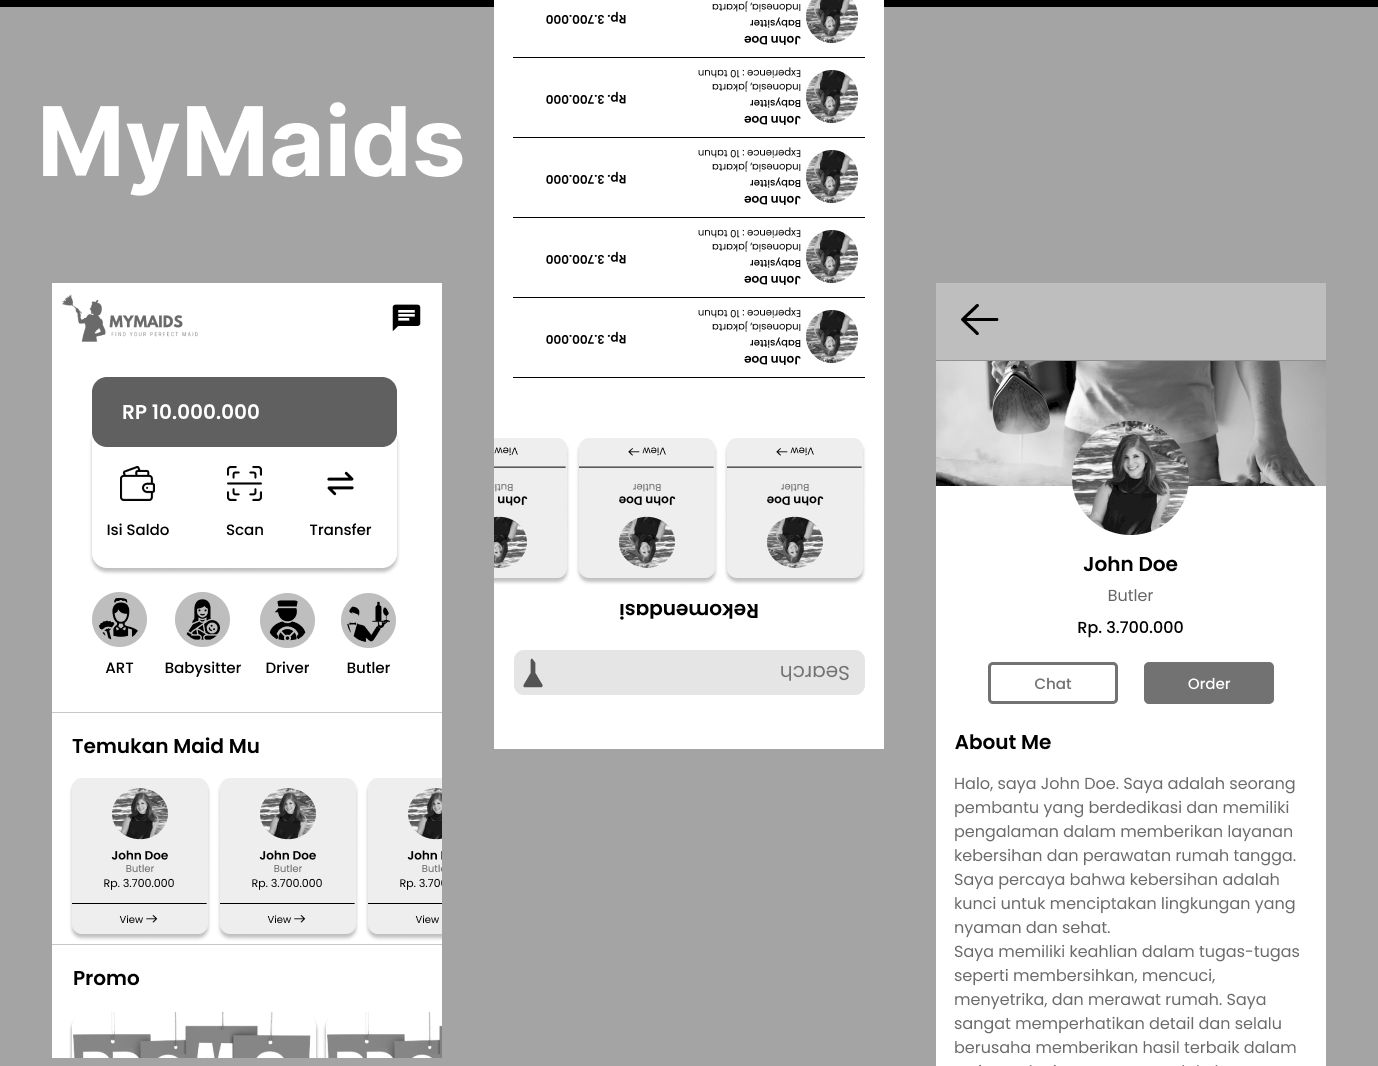 MyMaids
MYMAIDS
FIND YOUR PERFECT MAID
RP 10.000.000
Isi Saldo
Scan
Transfer
ART
Babysitter
Driver
Butler
Temukan Maid Mu
John Doe
Butler
Rp. 3.700.000
View
John Doe
Butler
Rp. 3.700.000
View
John
Butl
Rp. 3.70
View
Promo
PROMO
PRO
Search
Rekomendasi
John Doe
Butler
View
John Doe
Butler
View
John Doe
Butler
View
John Doe
Babysitter
Indonesia, jakarta
Experience : 10 tahun
Rp. 3.700.000
John Doe
Babysitter
Indonesia, jakarta
Experience : 10 tahun
Rp. 3.700.000
John Doe
Babysitter
Indonesia, jakarta
Experience : 10 tahun
Rp. 3.700.000
John Doe
Babysitter
Indonesia, jakarta
Experience : 10 tahun
Rp. 3.700.000
John Doe
Babysitter
Indonesia, jakarta
Rp. 3.700.000
John Doe
Butler
Rp. 3.700.000
Chat
Order
About Me
Halo, saya John Doe. Saya adalah seorang
pembantu yang berdedikasi dan memiliki
pengalaman dalam memberikan layanan
kebersihan dan perawatan rumah tangga.
Saya percaya bahwa kebersihan adalah
kunci untuk menciptakan lingkungan yang
nyaman dan sehat.
Saya memiliki keahlian dalam tugas-tugas
seperti membersihkan, mencuci,
menyetrika, dan merawat rumah. Saya
sangat memperhatikan detail dan selalu
berusaha memberikan hasil terbaik dalam